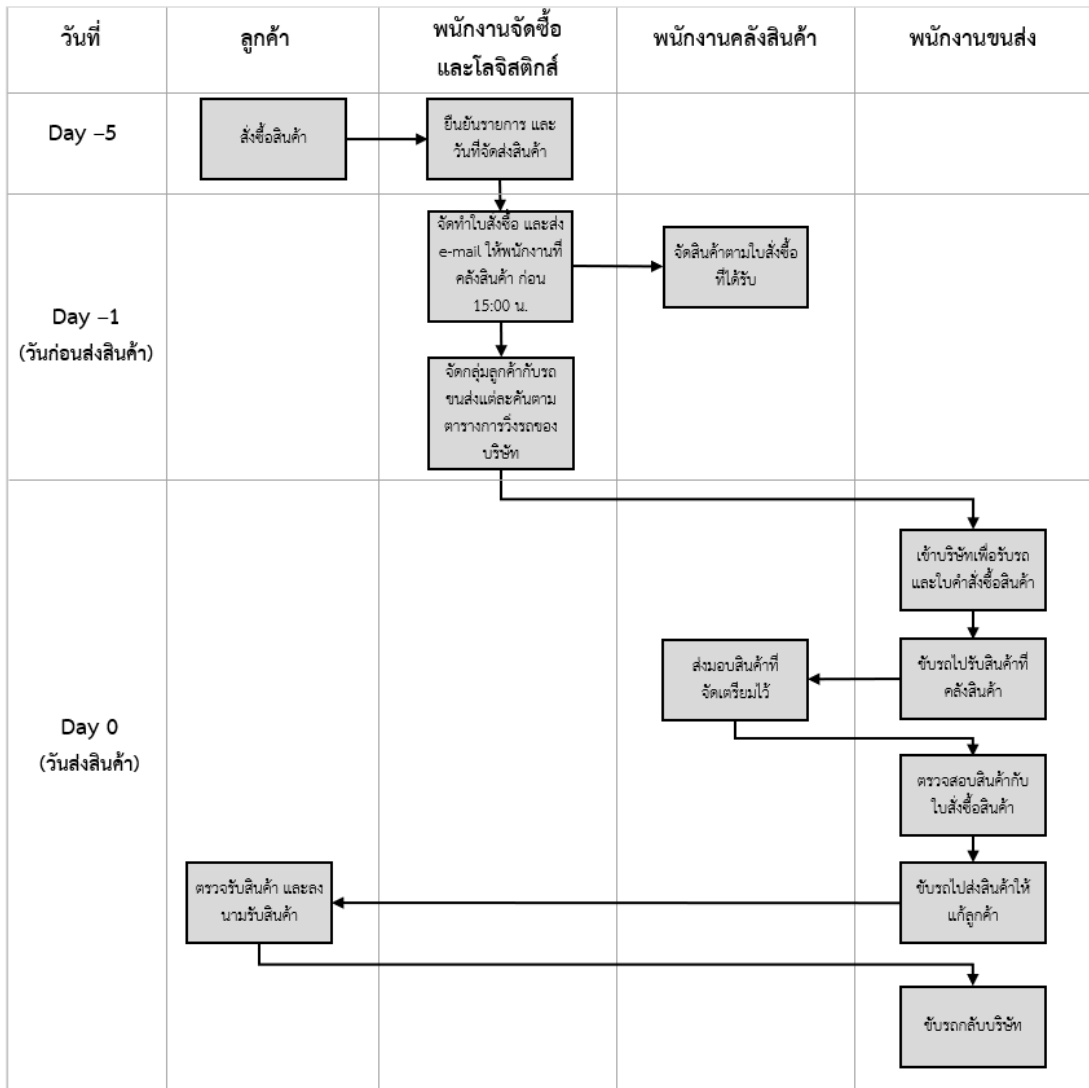 วันที่
ลูกค้า
พนักงานจัดซื้อ
และโลจิสติกส์
พนักงานคลังสินค้า
พนักงานขนส่ง
Day –5
สั่งซื้อสินค้า
ยืนยันรายการ และ
วันที่จัดส่งสินค้า
Day –1
(วันก่อนส่งสินค้า)
จัดทำใบสั่งซื้อ และส่ง
e-mail ให้พนักงานที่
คลังสินค้า ก่อน
15:00 น.
จัดสินค้าตามใบสั่งซื้อ
ที่ได้รับ
จัดกลุ่มลูกค้ากับรถ
ขนส่งแต่ละคันตาม
ตารางการวิ่งรถของ
บริษัท
Day 0
(วันส่งสินค้า)
เข้าบริษัทเพื่อรับรถ
และใบคำสั่งซื้อสินค้า
ขับรถไปรับสินค้าที่
คลังสินค้า
ส่งมอบสินค้าที่
จัดเตรียมไว้
ตรวจสอบสินค้ากับ
ใบสั่งซื้อสินค้า
ขับรถไปส่งสินค้าให้
แก้ลูกค้า
ตรวจรับสินค้า และลง
นามรับสินค้า
ขับรถกลับบริษัท